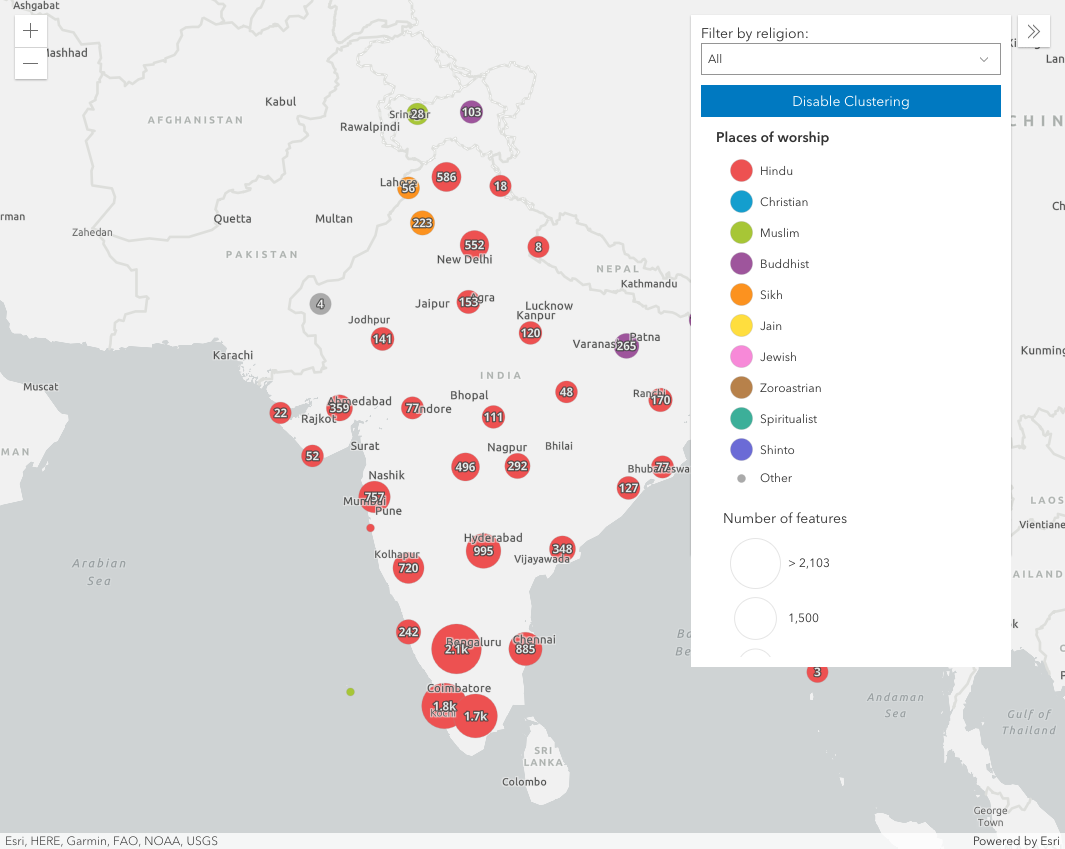 Ashgabat
Mashhad
Kabul
AFGHANISTAN
Srinagar
28
103
Rawalpindi
Lahore
56
586
18
rman
Quetta
Multan
223
Zahedan
552
8
New Delhi
PAKISTAN
NEPAL
Kathmandu
4
Jaipur
153
Agra
Lucknow
Kanpur
Jodhpur
141
120
Varanasi
265
Patna
Karachi
INDIA
Muscat
Bhopal
48
Ranchi
170
22
Ahmedabad
359
Rajkot
77
Indore
111
Surat
Nagpur
Bhilai
MAN
52
496
292
Bhubaneswa
77
Nashik
127
757
Mumbai
Pune
Hyderabad
995
348
Kolhapur
Vijayawada
720
Arabian
Sea
242
Bengaluru
2.1k
Chennai
885
Coimbatore
1.8k
Kochi
1.7k
SRI
LANKA
Colombo
Filter by religion:
All
Disable Clustering
Places of worship
Hindu
Christian
Muslim
Buddhist
Sikh
Jain
Jewish
Zoroastrian
Spiritualist
Shinto
Other
Number of features
> 2,103
1,500
Lan
CHIN
Ch
Kunming
LAOS
Vientiane
AILAND
k
Ba
Be
3
Andaman
Sea
Gulf of
Thailand
George
Town
Esri, HERE, Garmin, FAO, NOAA, USGS
Powered by Esri